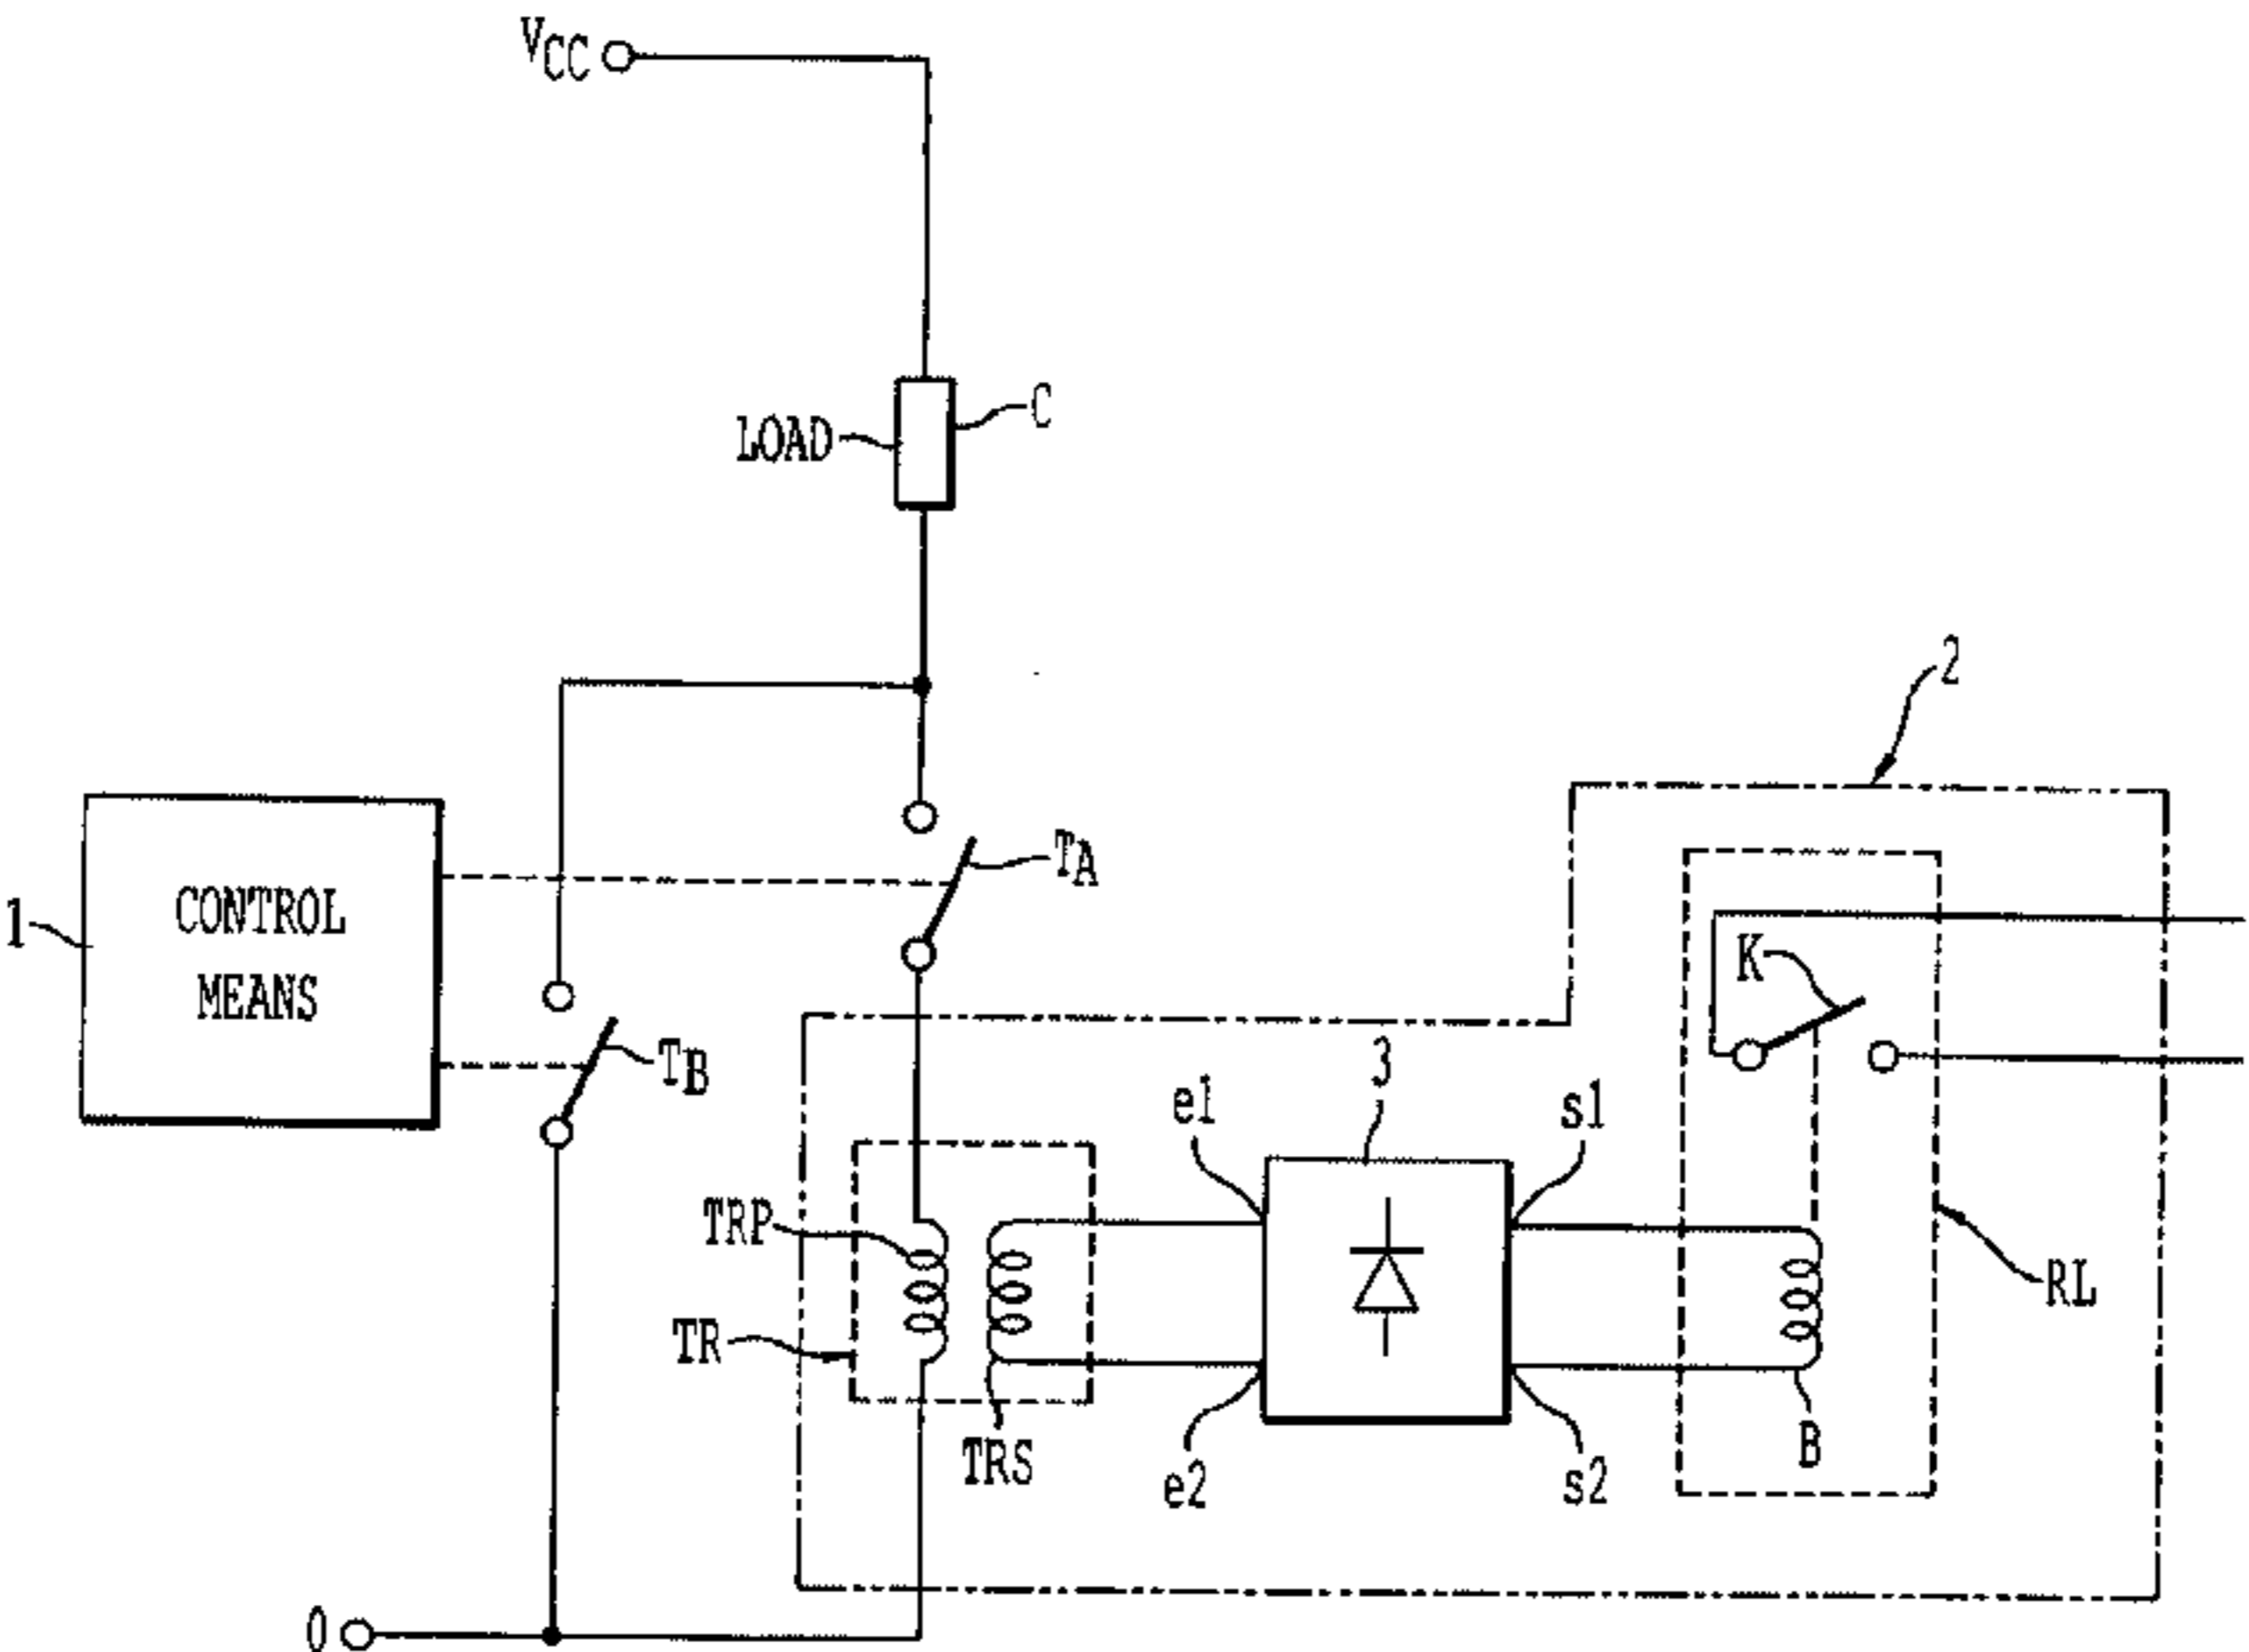 VCC
C
LOAD
2
TA
1
CONTROL
MEANS
K
TB
3
e1
s1
TRP
RL
TR
TRS
B
e2
s2
0